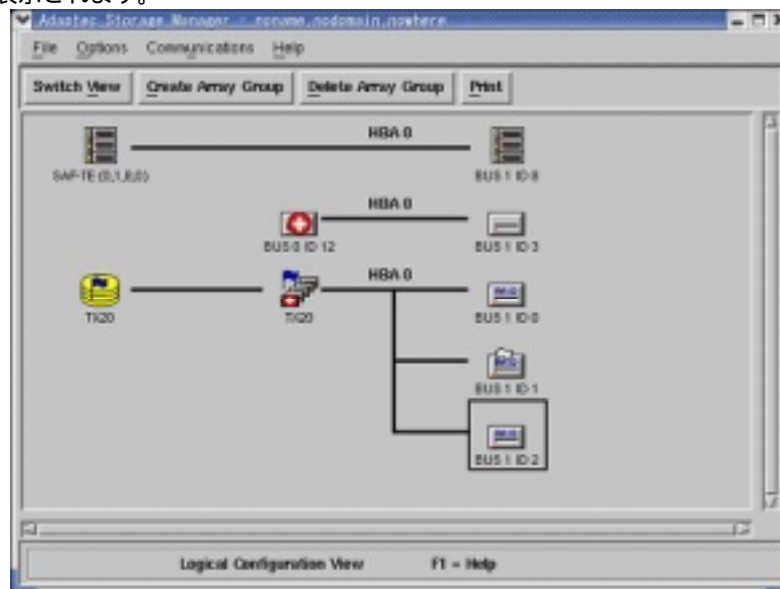 表示されます。
Adaptec Storage Manager - noname.nodomain.nowhere
File Options Communications Help
Switch View Create Array Group Delete Array Group Print
HBA 0
SAF-TE (0,1,8,0) BUS 1 ID 8
HBA 0
BUS 0 ID 12 BUS 1 ID 3
HBA 0
TX20 TX20 BUS 1 ID 0
BUS 1 ID 1
BUS 1 ID 2
Logical Configuration View F1 = Help